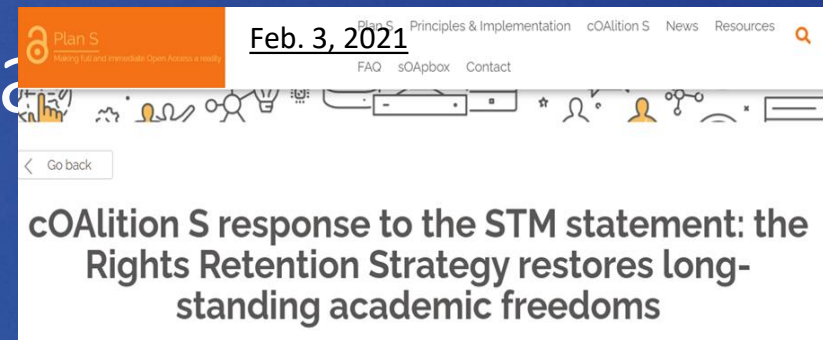 Plan S
Making full and immediate Open Access a reality
Feb. 3, 2021
Plan S Principles & Implementation cOAlition S News Resources
FAQ sOApbox Contact
Go back
cOAlition S response to the STM statement: the
Rights Retention Strategy restores long-
standing academic freedoms